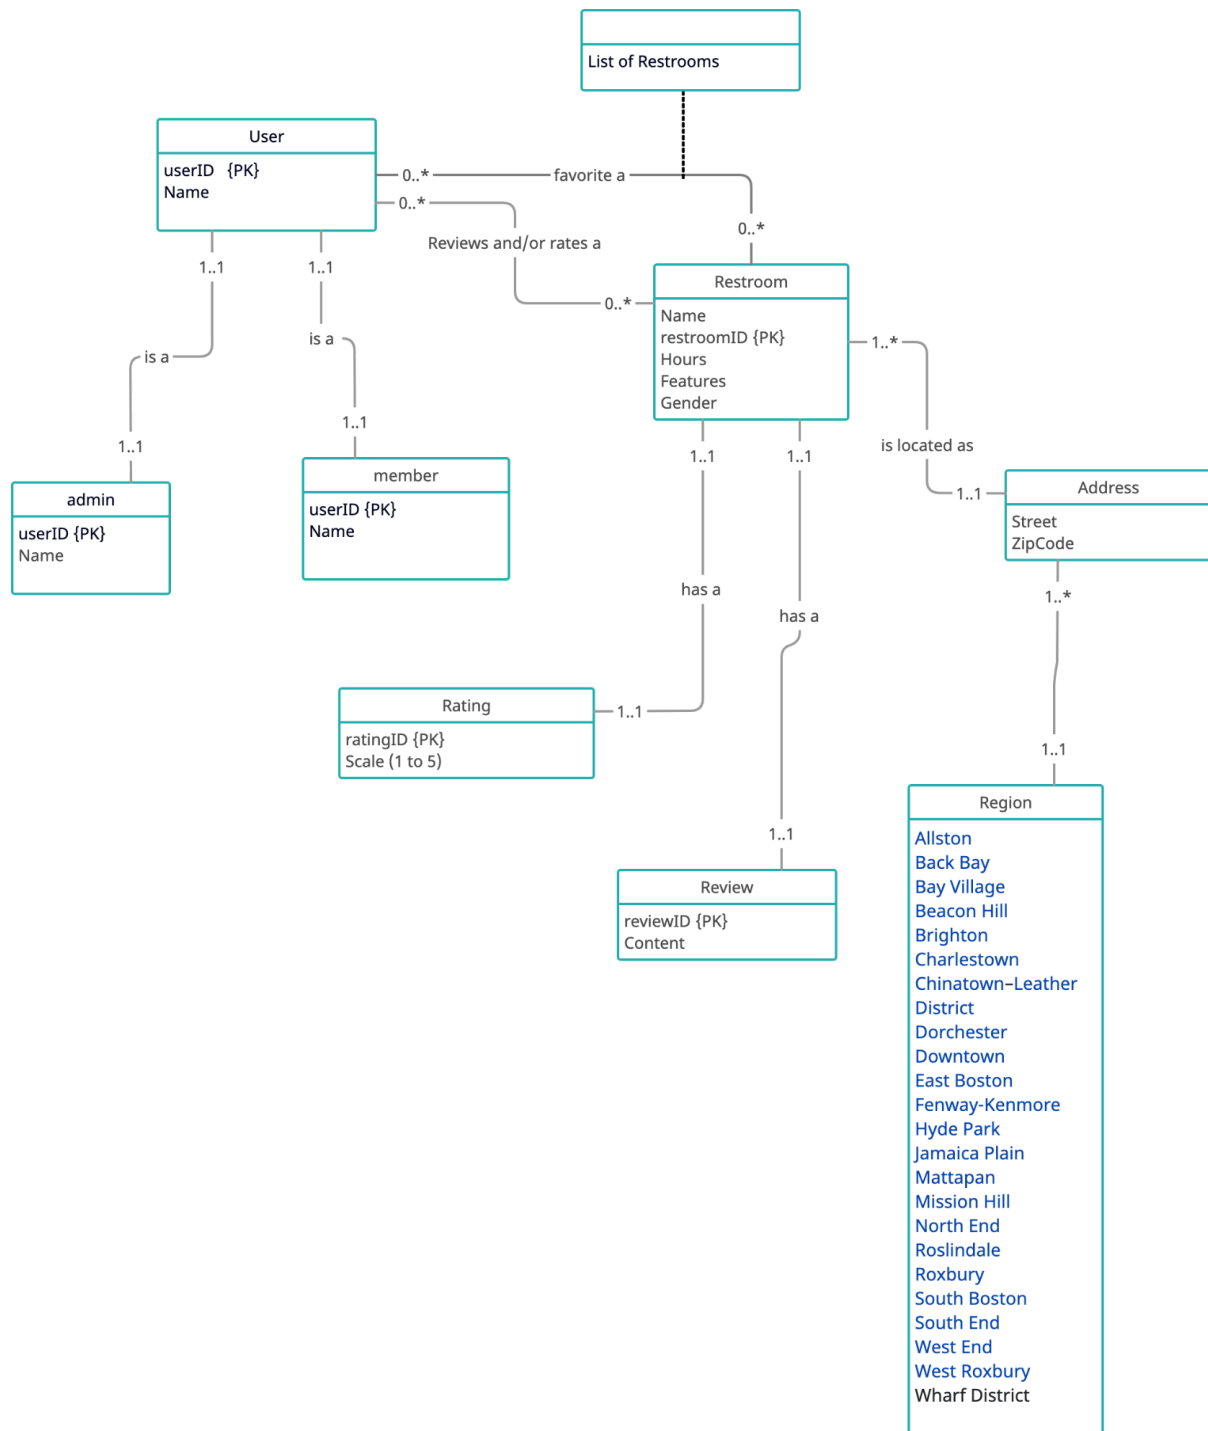 List of Restrooms
User
userID {PK}
Name
0..*
favorite a
0..*
0..*
Reviews and/or rates a
0..*
1..1
1..1
is a
is a
1..1
1..1
admin
userID {PK}
Name
member
userID {PK}
Name
Restroom
Name
restroomID {PK}
Hours
Features
Gender
1..*
is located as
1..1
Address
Street
ZipCode
1..1
1..1
has a
has a
1..1
1..1
Rating
ratingID {PK}
Scale (1 to 5)
Review
reviewID {PK}
Content
1..*
1..1
Region
Allston
Back Bay
Bay Village
Beacon Hill
Brighton
Charlestown
Chinatown–Leather
District
Dorchester
Downtown
East Boston
Fenway-Kenmore
Hyde Park
Jamaica Plain
Mattapan
Mission Hill
North End
Roslindale
Roxbury
South Boston
South End
West End
West Roxbury
Wharf District